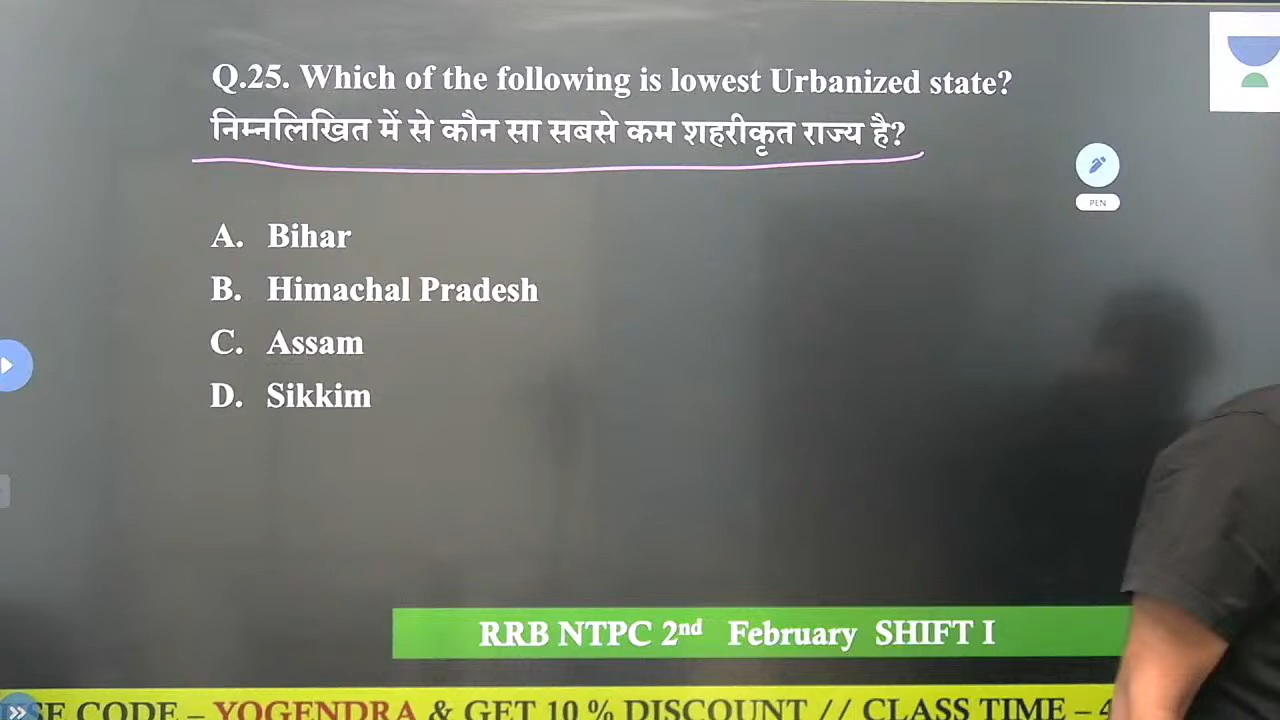 Q.25. Which of the following is lowest Urbanized state?
निम्नलिखित में से कौन सा सबसे कम शहरीकृत राज्य है?
PEN
A. Bihar
B. Himachal Pradesh
C. Assam
D. Sikkim
RRB NTPC 2nd February SHIFT I
CODE – YOGENDRA & GET 10 % DISCOUNT // CLASS TIME – 4